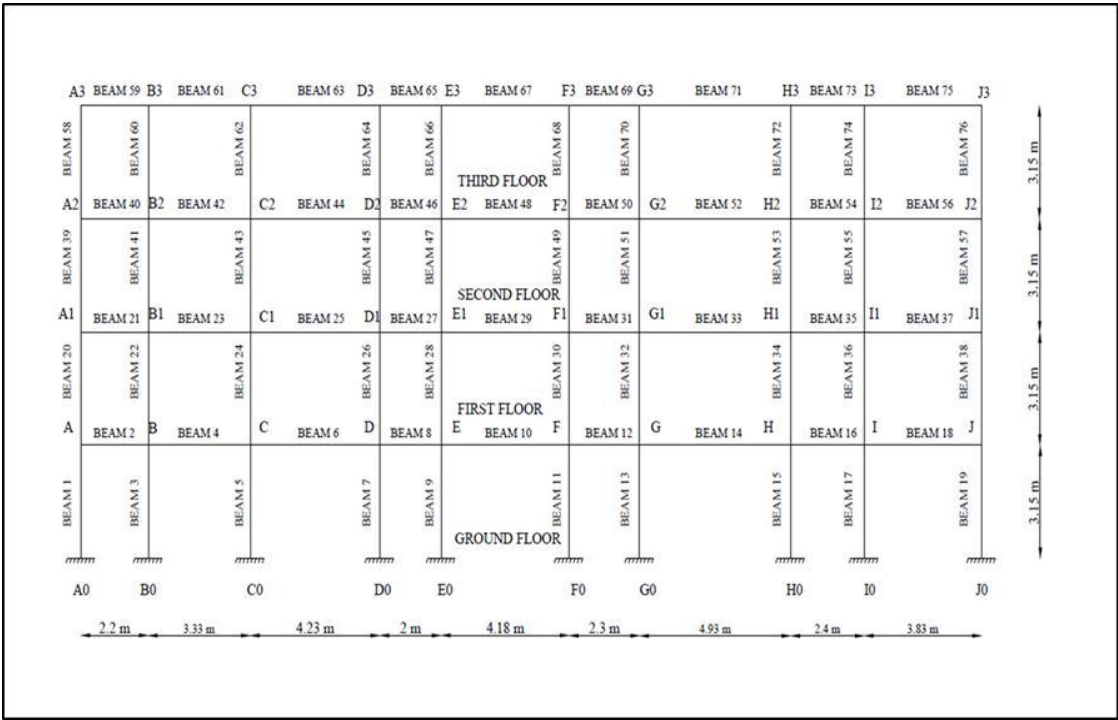 A3 BEAM 59 B3 BEAM 61 C3 BEAM 63 D3 BEAM 65 E3 BEAM 67 F3 BEAM 69 G3 BEAM 71 H3 BEAM 73 I3 BEAM 75 J3
BEAM 58 BEAM 60 BEAM 62 BEAM 64 BEAM 66 BEAM 68 BEAM 70 BEAM 72 BEAM 74 BEAM 76 3.15 m
THIRD FLOOR
A2 BEAM 40 B2 BEAM 42 C2 BEAM 44 D2 BEAM 46 E2 BEAM 48 F2 BEAM 50 G2 BEAM 52 H2 BEAM 54 I2 BEAM 56 J2
BEAM 39 BEAM 41 BEAM 43 BEAM 45 BEAM 47 BEAM 49 BEAM 51 BEAM 53 BEAM 55 BEAM 57 3.15 m
SECOND FLOOR
A1 BEAM 21 B1 BEAM 23 C1 BEAM 25 D1 BEAM 27 E1 BEAM 29 F1 BEAM 31 G1 BEAM 33 H1 BEAM 35 I1 BEAM 37 J1
BEAM 20 BEAM 22 BEAM 24 BEAM 26 BEAM 28 BEAM 30 BEAM 32 BEAM 34 BEAM 36 BEAM 38 3.15 m
FIRST FLOOR
A BEAM 2 B BEAM 4 C BEAM 6 D BEAM 8 E BEAM 10 F BEAM 12 G BEAM 14 H BEAM 16 I BEAM 18 J
BEAM 1 BEAM 3 BEAM 5 BEAM 7 BEAM 9 BEAM 11 BEAM 13 BEAM 15 BEAM 17 BEAM 19 3.15 m
GROUND FLOOR
A0 B0 C0 D0 E0 F0 G0 H0 I0 J0
2.2 m 3.33 m 4.23 m 2 m 4.18 m 2.3 m 4.93 m 2.4 m 3.83 m